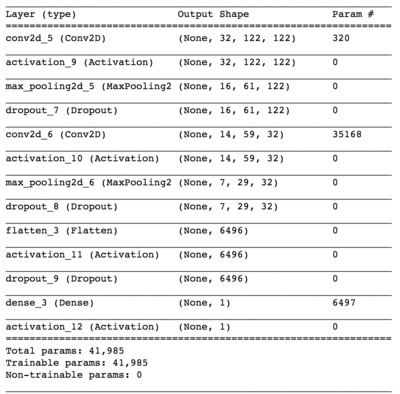 Layer (type) Output Shape Param #
conv2d_5 (Conv2D) (None, 32, 122, 122) 320
activation_9 (Activation) (None, 32, 122, 122) 0
max_pooling2d_5 (MaxPooling2 (None, 16, 61, 122) 0
dropout_7 (Dropout) (None, 16, 61, 122) 0
conv2d_6 (Conv2D) (None, 14, 59, 32) 35168
activation_10 (Activation) (None, 14, 59, 32) 0
max_pooling2d_6 (MaxPooling2 (None, 7, 29, 32) 0
dropout_8 (Dropout) (None, 7, 29, 32) 0
flatten_3 (Flatten) (None, 6496) 0
activation_11 (Activation) (None, 6496) 0
dropout_9 (Dropout) (None, 6496) 0
dense_3 (Dense) (None, 1) 6497
activation_12 (Activation) (None, 1) 0
Total params: 41,985
Trainable params: 41,985
Non-trainable params: 0